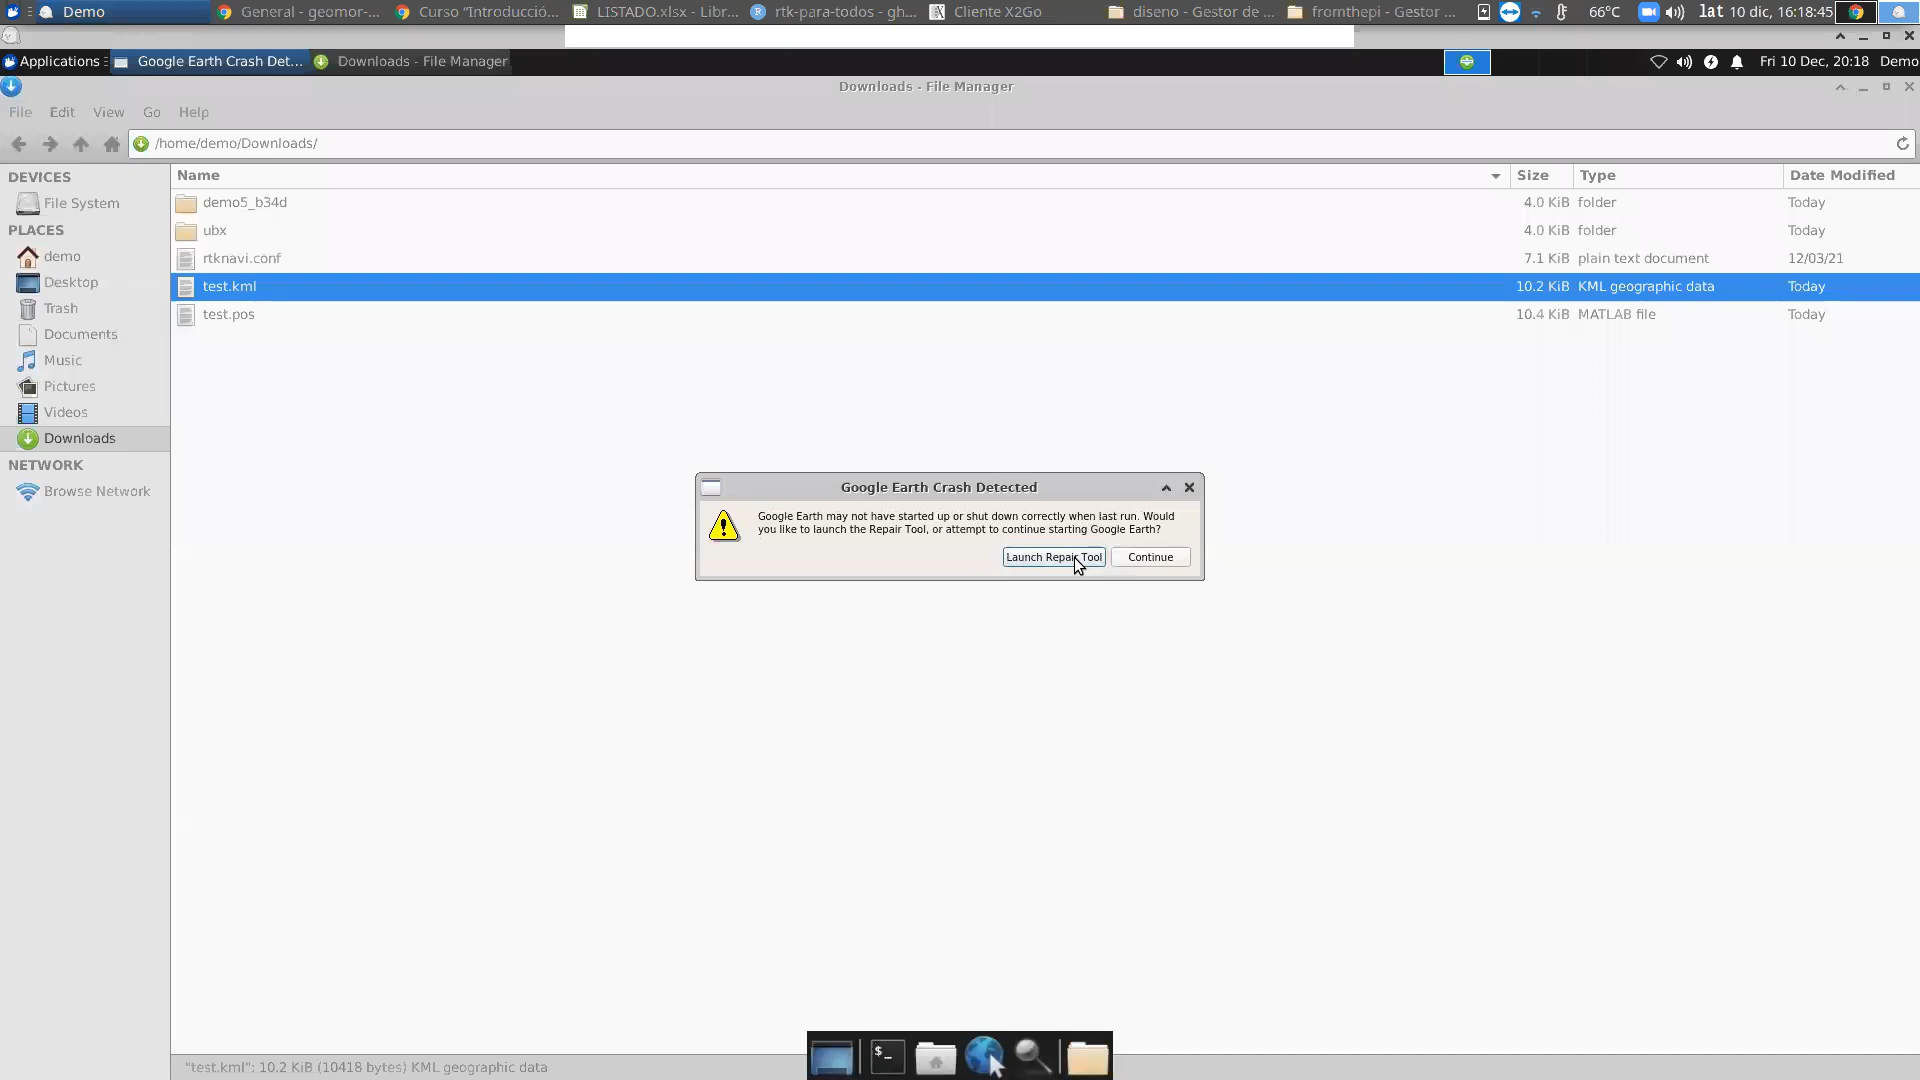 Demo
General - geomor-...
Curso “Introducció...
LISTADO.xlsx - Libr...
rtk-para-todos - gh...
Cliente X2Go
diseno - Gestor de ...
fromthepi - Gestor ...
66°C
lat 10 dic, 16:18:45
Applications
Google Earth Crash Det...
Downloads - File Manager
Fri 10 Dec, 20:18
Demo
Downloads - File Manager
File Edit View Go Help
/home/demo/Downloads/
DEVICES
File System
PLACES
demo
Desktop
Trash
Documents
Music
Pictures
Videos
Downloads
NETWORK
Browse Network
Name Size Type Date Modified
demo5_b34d 4.0 KiB folder Today
ubx 4.0 KiB folder Today
rtknavi.conf 7.1 KiB plain text document 12/03/21
test.kml 10.2 KiB KML geographic data Today
test.pos 10.4 KiB MATLAB file Today
Google Earth Crash Detected
Google Earth may not have started up or shut down correctly when last run. Would
you like to launch the Repair Tool, or attempt to continue starting Google Earth?
Launch Repair Tool
Continue
"test.kml": 10.2 KiB (10418 bytes) KML geographic data